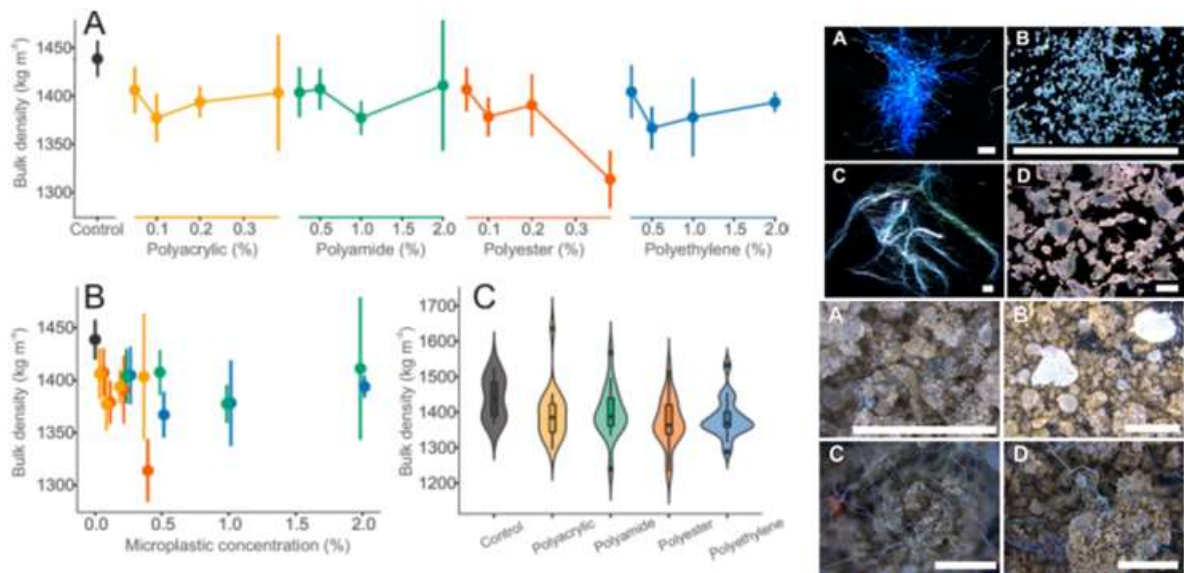 A
Bulk density (kg m⁻³)
1450
1400
1350
1300
Control
0.1 0.2 0.3
Polyacrylic (%)
0.5 1.0 1.5 2.0
Polyamide (%)
0.1 0.2 0.3
Polyester (%)
0.5 1.0 1.5 2.0
Polyethylene (%)
B
Bulk density (kg m⁻³)
1450
1400
1350
1300
0.0 0.5 1.0 1.5 2.0
Microplastic concentration (%)
C
Bulk density (kg m⁻³)
1700
1600
1500
1400
1300
1200
Control
Polyacrylic
Polyamide
Polyester
Polyethylene
A
B
C
D
A
B
C
D